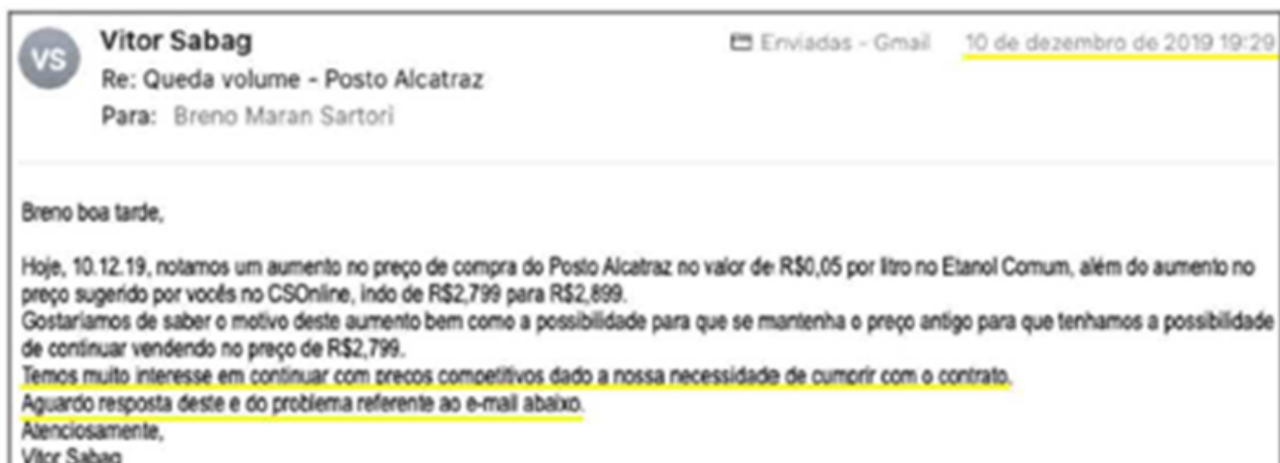 VS
Vitor Sabag
Enviadas - Gmail 10 de dezembro de 2019 19:29
Re: Queda volume - Posto Alcatraz
Para: Breno Maran Sartori
Breno boa tarde,
Hoje, 10.12.19, notamos um aumento no preço de compra do Posto Alcatraz no valor de R$0,05 por litro no Etanol Comum, além do aumento no
preço sugerido por vocês no CSOnline, indo de R$2,799 para R$2,899.
Gostariamos de saber o motivo deste aumento bem como a possibilidade para que se mantenha o preço antigo para que tenhamos a possibilidade
de continuar vendendo no preço de R$2,799.
Temos muito interesse em continuar com preços competitivos dado a nossa necessidade de cumprir com o contrato.
Aguardo resposta deste e do problema referente ao e-mail abaixo.
Atenciosamente,
Vitor Sabag